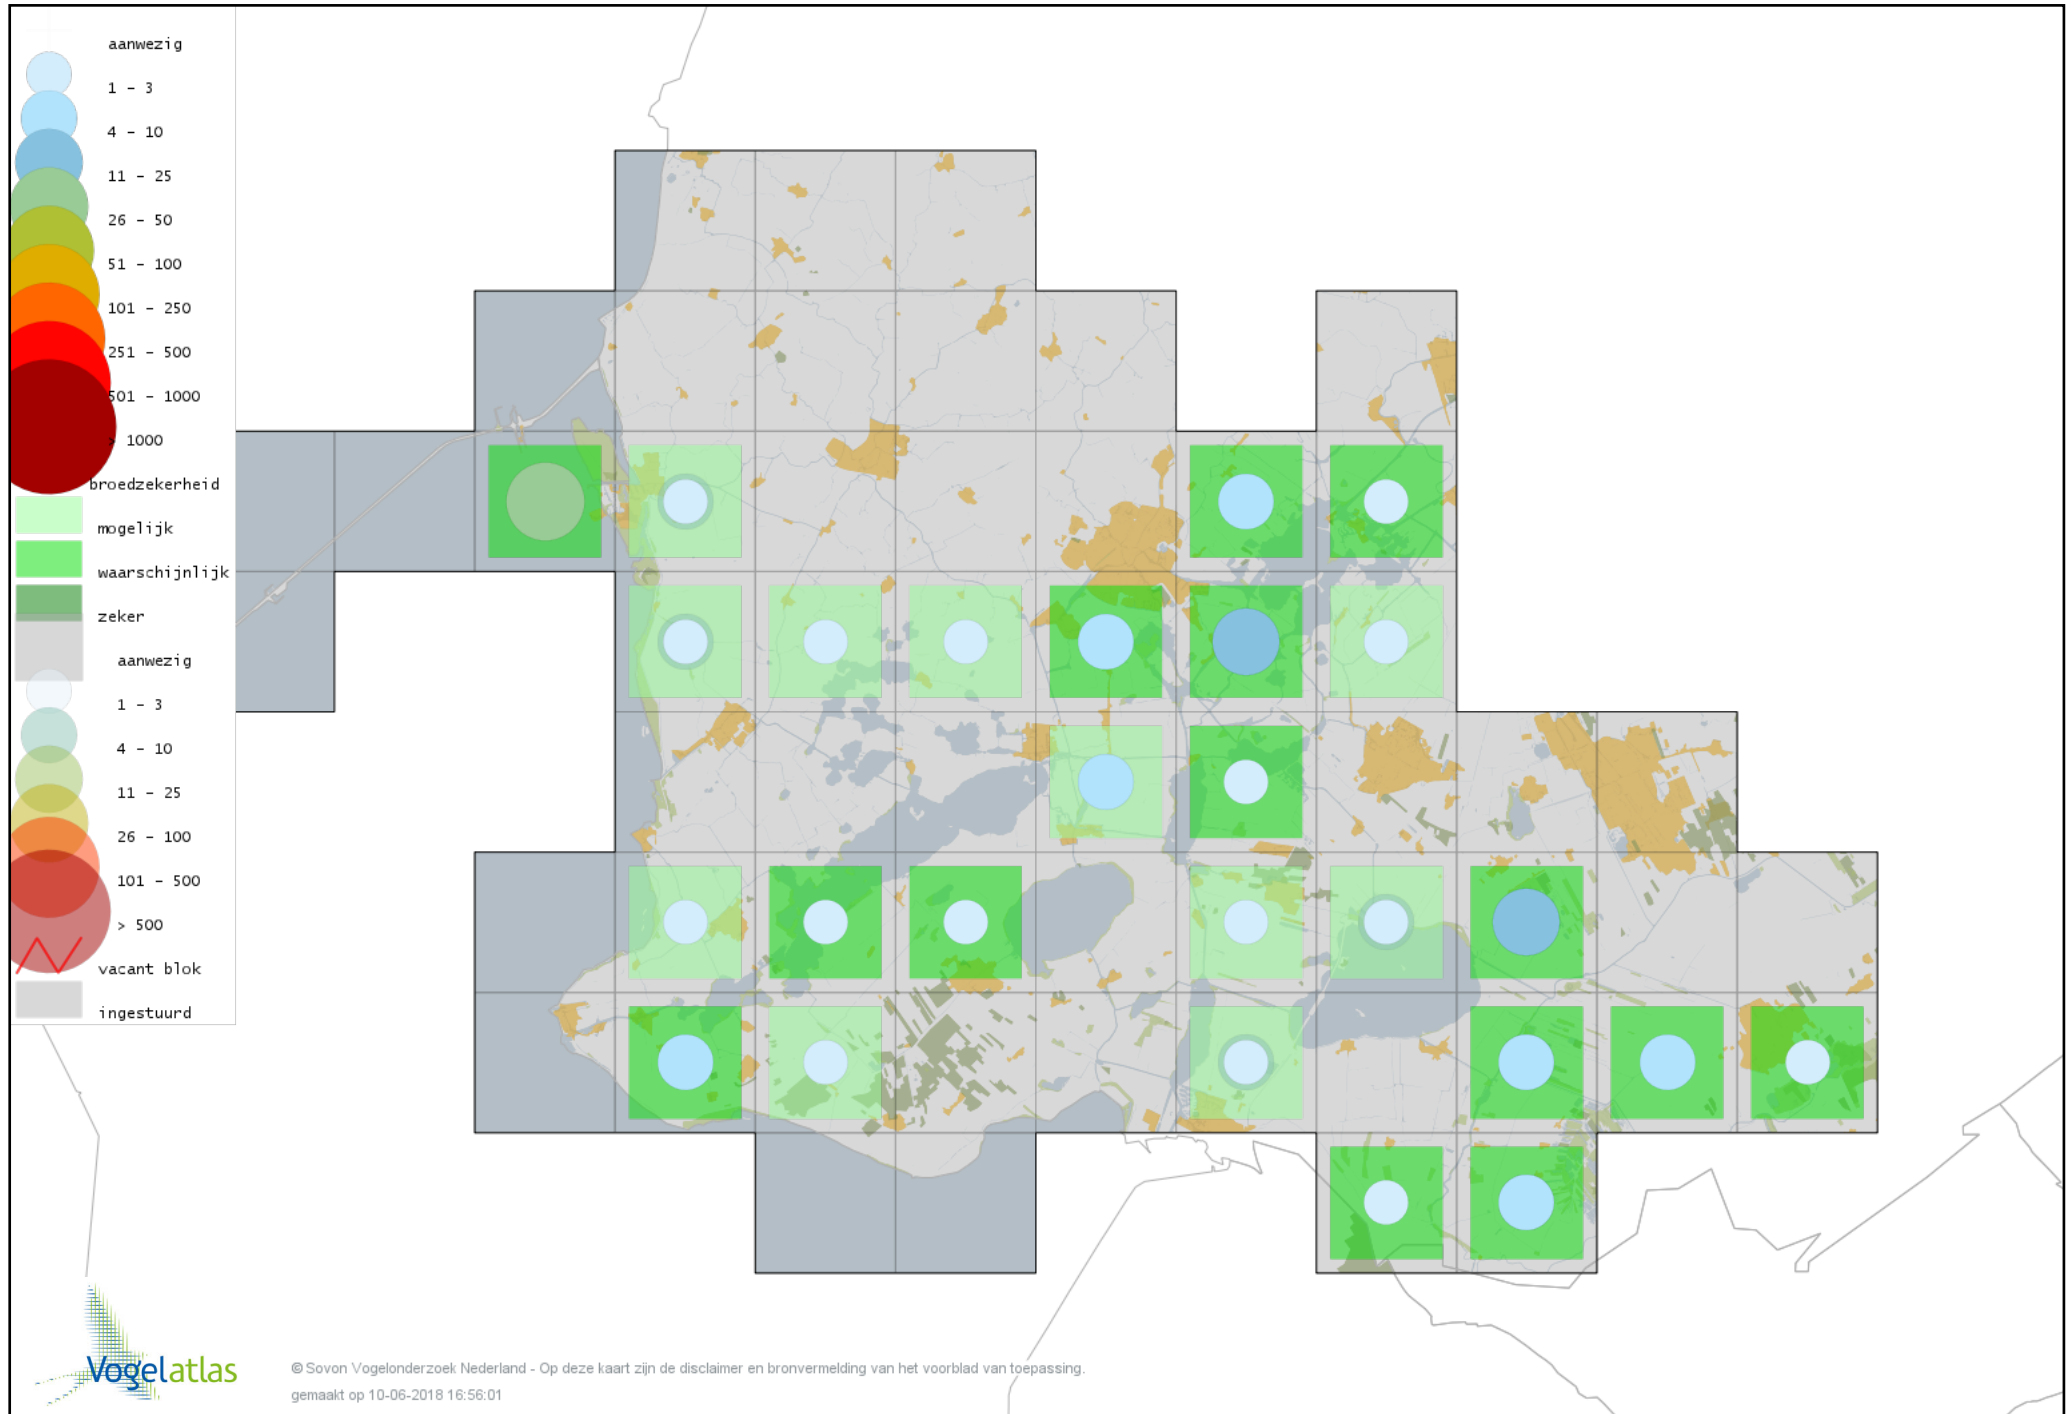 aanwezig
1 - 3
4 - 10
11 - 25
26 - 50
51 - 100
101 - 250
251 - 500
501 - 1000
> 1000
broedzekerheid
mogelijk
waarschijnlijk
zeker
aanwezig
1 - 3
4 - 10
11 - 25
26 - 100
101 - 500
> 500
vacant blok
ingestuurd
Vogelatlas
© Sovon Vogelonderzoek Nederland - Op deze kaart zijn de disclaimer en bronvermelding van het voorblad van toepassing.
gemaakt op 10-06-2018 16:56:01